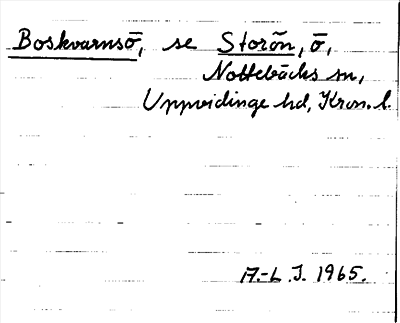 Boskvarnsö, se Storön, ö,
Nottebäcks sn,
Uppvidinge hd, Kron. l.
A.-L. J. 1965.